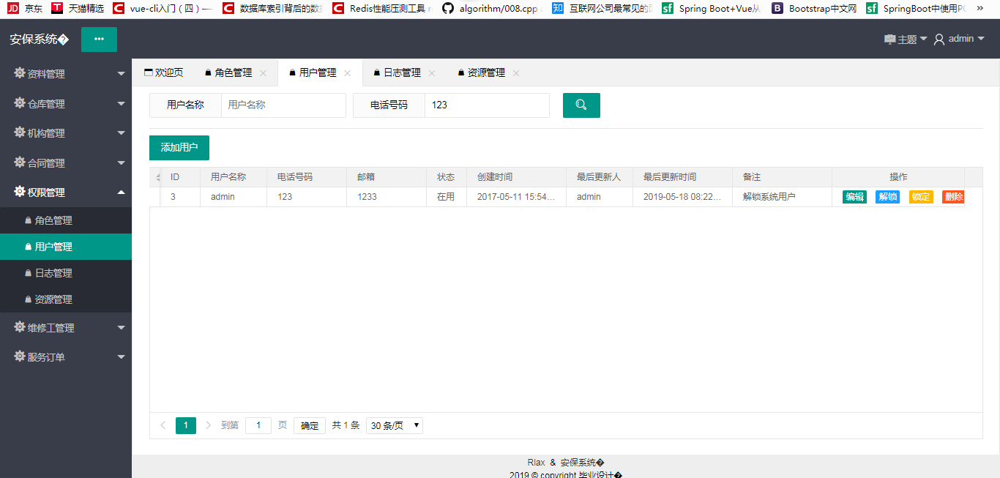 JD 京东 T 天猫精选 C vue-cli入门（四）— C 数据库索引背后的数 C Redis性能压测工具 algorithm/008.cpp 知 互联网公司最常见的 sf Spring Boot+Vue从 B Bootstrap中文网 sf SpringBoot中使用 »
安保系统� ••• 主题 admin
资料管理
仓库管理
机构管理
合同管理
权限管理
角色管理
用户管理
日志管理
资源管理
维修工管理
服务订单
欢迎页 角色管理 × 用户管理 × 日志管理 × 资源管理 ×
用户名称 用户名称 电话号码 123
添加用户
ID 用户名称 电话号码 邮箱 状态 创建时间 最后更新人 最后更新时间 备注 操作
3 admin 123 1233 在用 2017-05-11 15:54... admin 2019-05-18 08:22... 解锁系统用户 编辑 解锁 锁定 删除
< 1 > 到第 1 页 确定 共 1 条 30 条/页
Rlax & 安保系统�
2019 © copyright 毕业设计�